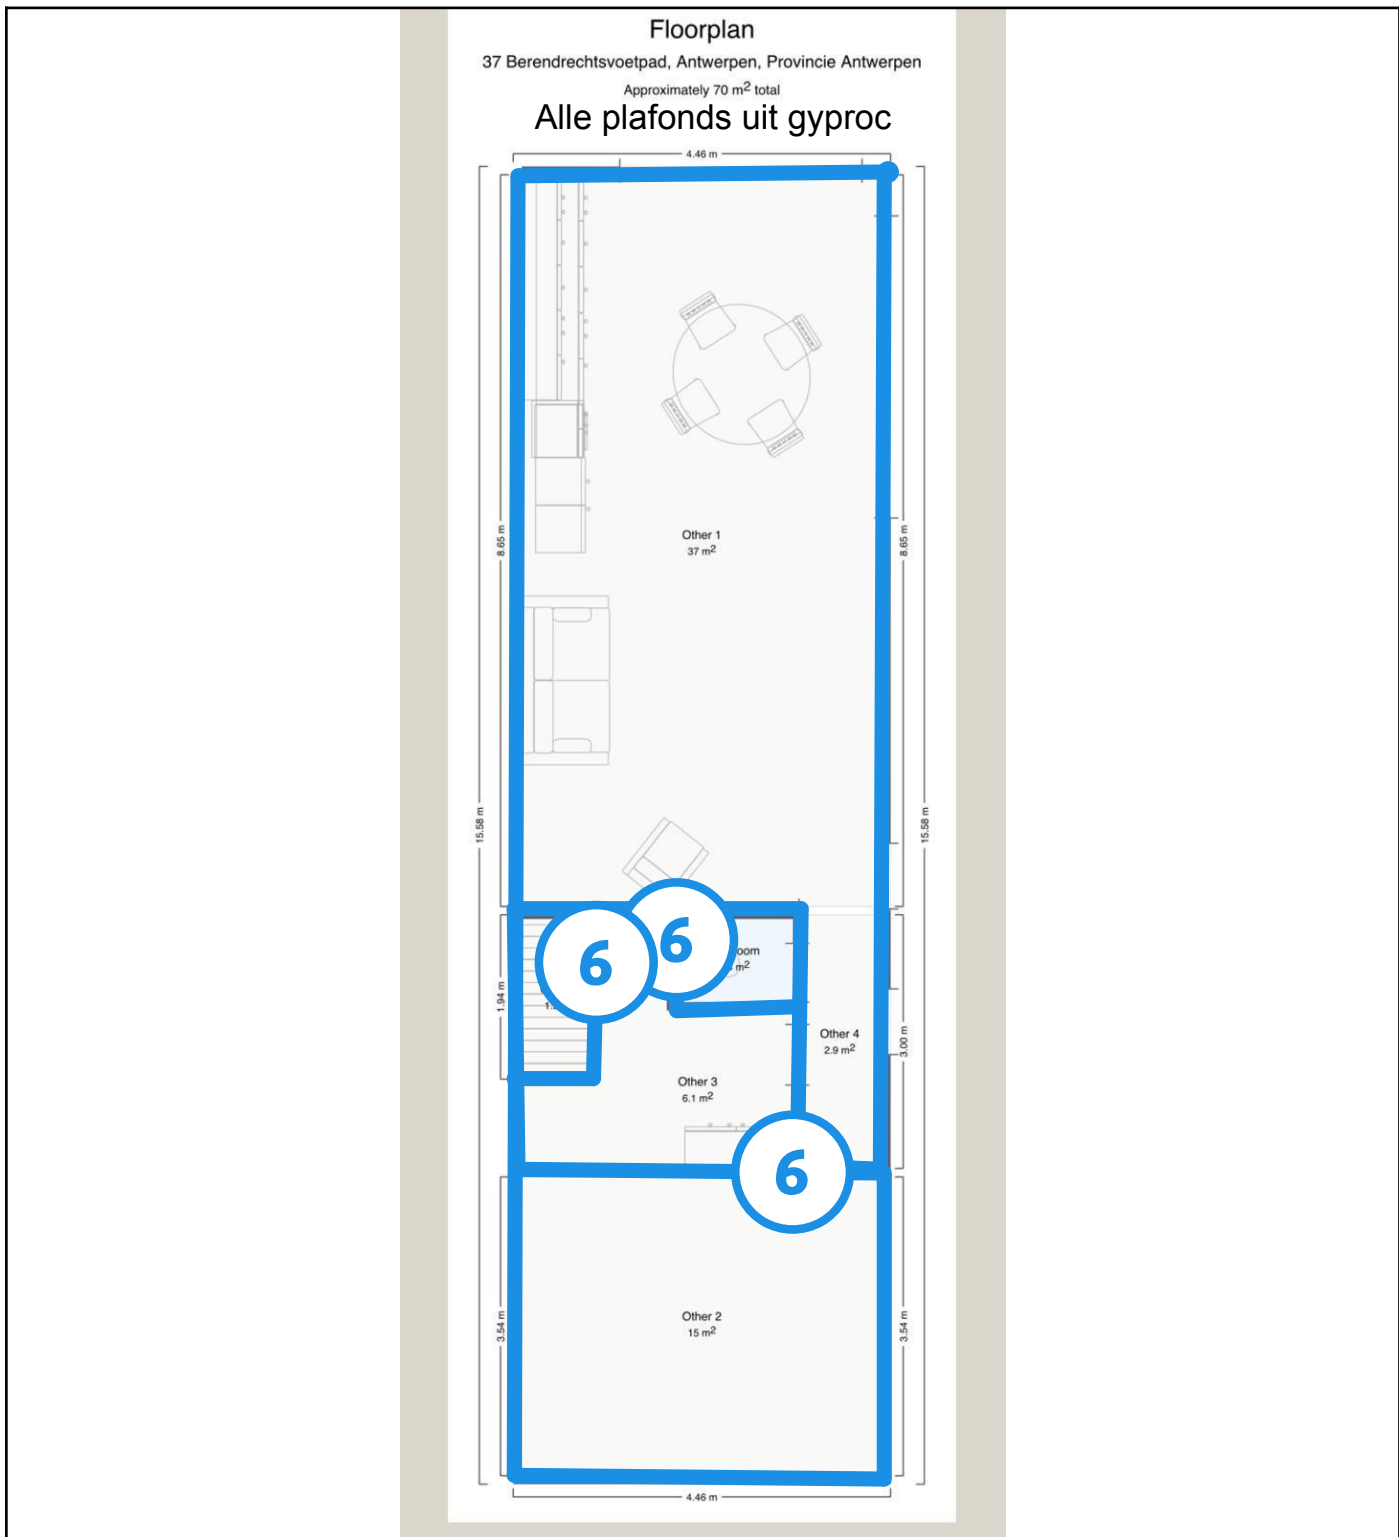 Floorplan
37 Berendrechtsvoetpad, Antwerpen, Provincie Antwerpen
Approximately 70 m² total
Alle plafonds uit gyproc
4.46 m
8.65 m
Other 1
37 m²
8.65 m
15.58 m
15.58 m
6
6
m²
1.94 m
Other 4
2.9 m²
3.00 m
Other 3
6.1 m²
6
3.54 m
Other 2
15 m²
3.54 m
4.46 m